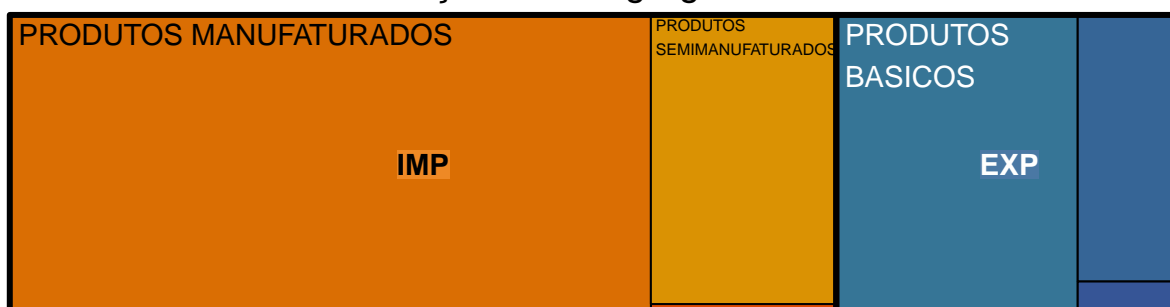 PRODUTOS MANUFATURADOS
PRODUTOS
SEMIMANUFATURADOS
PRODUTOS
BASICOS
IMP
EXP